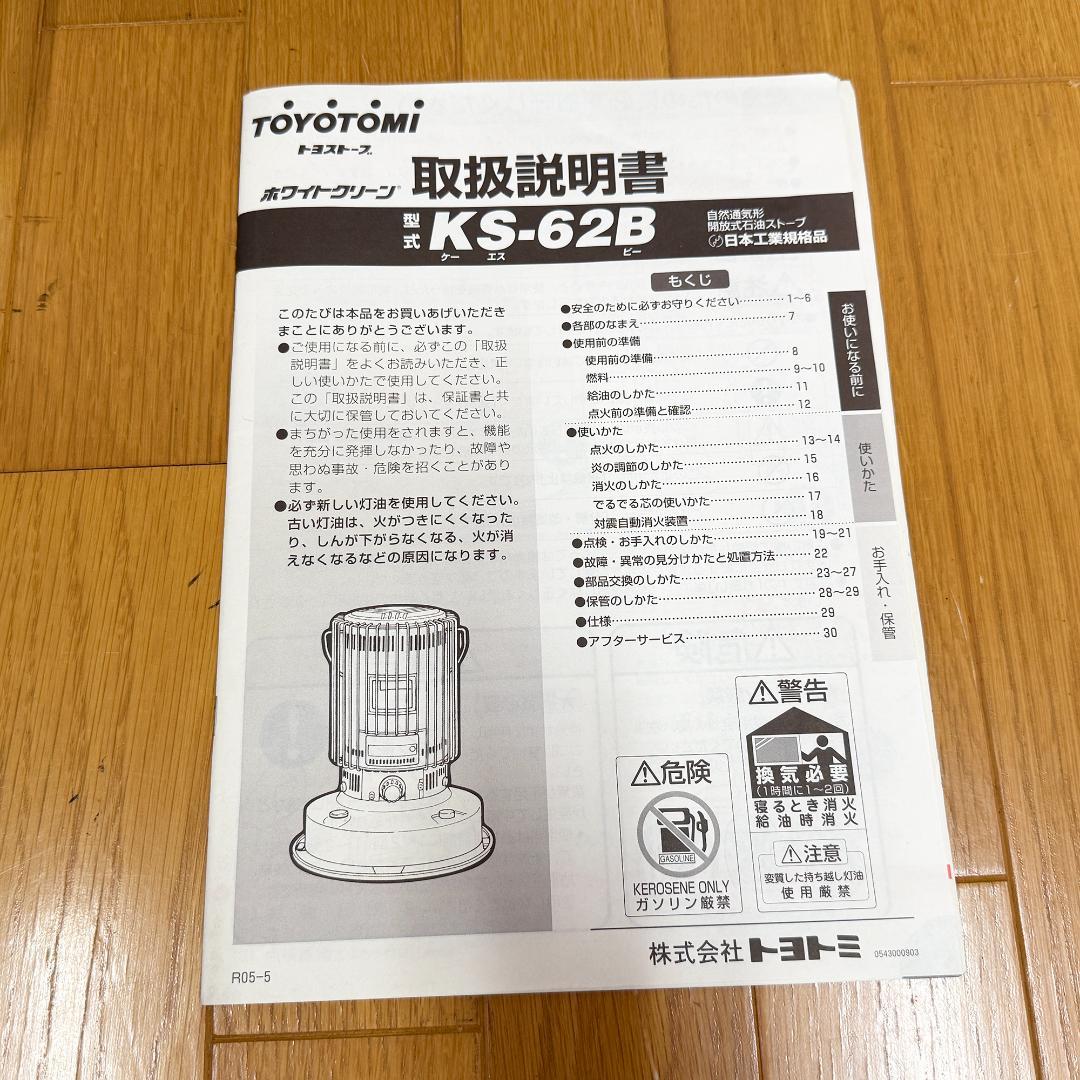 TOYOTOMI
トヨストーブ
ホワイトクリーン®
取扱説明書
型式 KS-62B
ケー エス ビー
自然通気形
開放式石油ストーブ
日本工業規格品
このたびは本品をお買いあげいただき
まことにありがとうございます。
●ご使用になる前に、必ずこの「取扱
説明書」をよくお読みいただき、正
しい使いかたで使用してください。
この「取扱説明書」は、保証書と共
に大切に保管しておいてください。
●まちがった使用をされますと、機能
を充分に発揮しなかったり、故障や
思わぬ事故・危険を招くことがあり
ます。
●必ず新しい灯油を使用してください。
古い灯油は、火がつきにくくなった
り、しんが下がらなくなる、火が消
えなくなるなどの原因になります。
もくじ
●安全のために必ずお守りください………… 1～6
●各部のなまえ………………………………… 7
●使用前の準備
使用前の準備………………………… 8
燃料…………………………………… 9～10
給油のしかた………………………… 11
点火前の準備と確認………………… 12
●使いかた
点火のしかた………………………… 13～14
炎の調節のしかた…………………… 15
消火のしかた………………………… 16
でるでる芯の使いかた……………… 17
対震自動消火装置…………………… 18
●点検・お手入れのしかた……………… 19～21
●故障・異常の見分けかたと処置方法……… 22
●部品交換のしかた……………………… 23～27
●保管のしかた…………………………… 28～29
●仕様……………………………………… 29
●アフターサービス……………………… 30
お使いになる前に
使いかた
お手入れ・保管
危険
GASOLINE
KEROSENE ONLY
ガソリン厳禁
警告
換気必要
(1時間に1～2回)
寝るとき消火
給油時消火
注意
変質した持ち越し灯油
使用厳禁
株式会社 トヨトミ
0543000903
R05-5